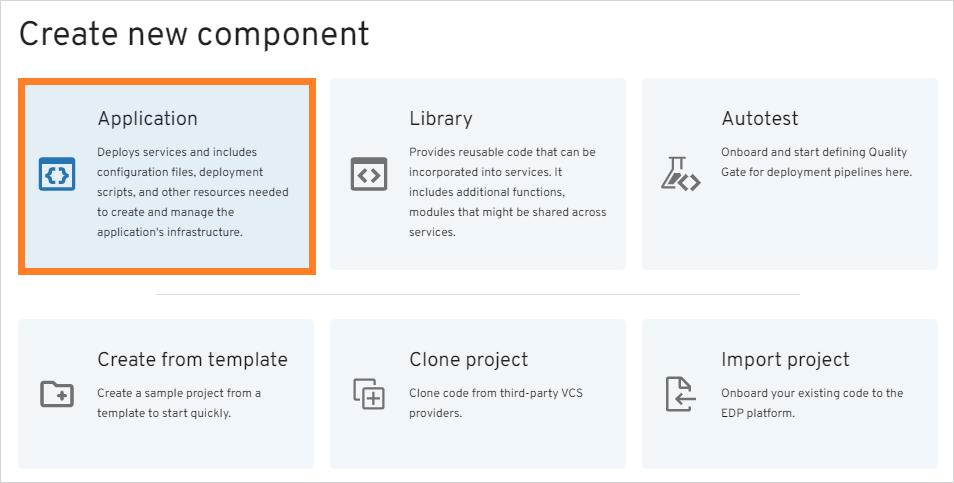 Create new component
Application
Deploys services and includes
configuration files, deployment
scripts, and other resources needed
to create and manage the
application's infrastructure.
Library
Provides reusable code that can be
incorporated into services. It
includes additional functions,
modules that might be shared across
services.
Autotest
Onboard and start defining Quality
Gate for deployment pipelines here.
Create from template
Create a sample project from a
template to start quickly.
Clone project
Clone code from third-party VCS
providers.
Import project
Onboard your existing code to the
EDP platform.